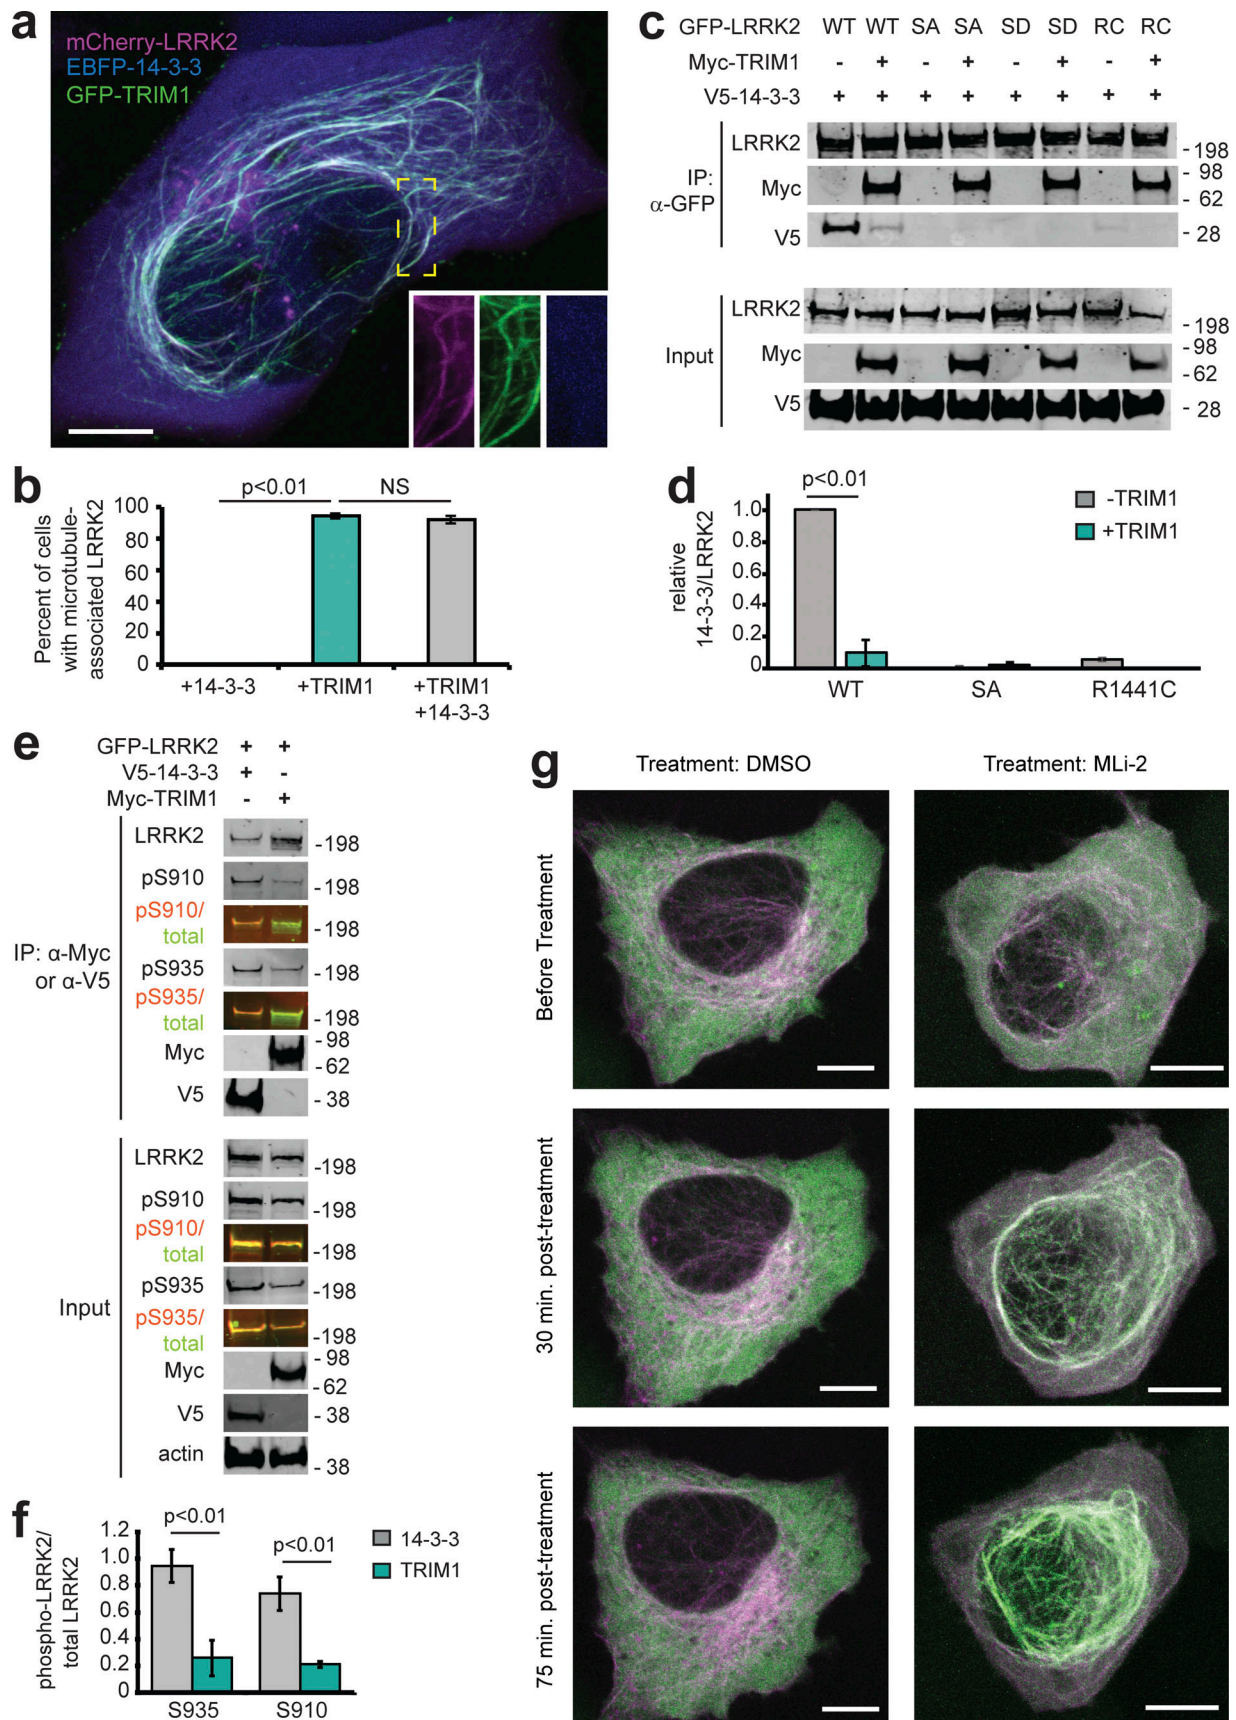 a
mCherry-LRRK2
EBFP-14-3-3
GFP-TRIM1
b
Percent of cells
with microtubule-
associated LRRK2
100
80
60
40
20
0
p<0.01
NS
+14-3-3
+TRIM1
+TRIM1
+14-3-3
c
GFP-LRRK2 WT WT SA SA SD SD RC RC
Myc-TRIM1 - + - + - + - +
V5-14-3-3 + + + + + + + +
IP:
α-GFP
LRRK2 - 198
Myc - 98
- 62
V5 - 28
Input
LRRK2 - 198
Myc - 98
- 62
V5 - 28
d
relative
14-3-3/LRRK2
1.0
0.8
0.6
0.4
0.2
0
p<0.01
-TRIM1
+TRIM1
WT SA R1441C
e
GFP-LRRK2 + +
V5-14-3-3 + -
Myc-TRIM1 - +
IP: α-Myc
or α-V5
LRRK2 -198
pS910 -198
pS910/
total -198
pS935 -198
pS935/
total -198
Myc -98
-62
V5 - 38
Input
LRRK2 -198
pS910 -198
pS910/
total -198
pS935 -198
pS935/
total -198
Myc - 98
- 62
V5 - 38
actin - 38
f
phospho-LRRK2/
total LRRK2
1.2
1.0
0.8
0.6
0.4
0.2
0
p<0.01
p<0.01
14-3-3
TRIM1
S935 S910
g
Treatment: DMSO Treatment: MLi-2
Before Treatment
30 min. post-treatment
75 min. post-treatment